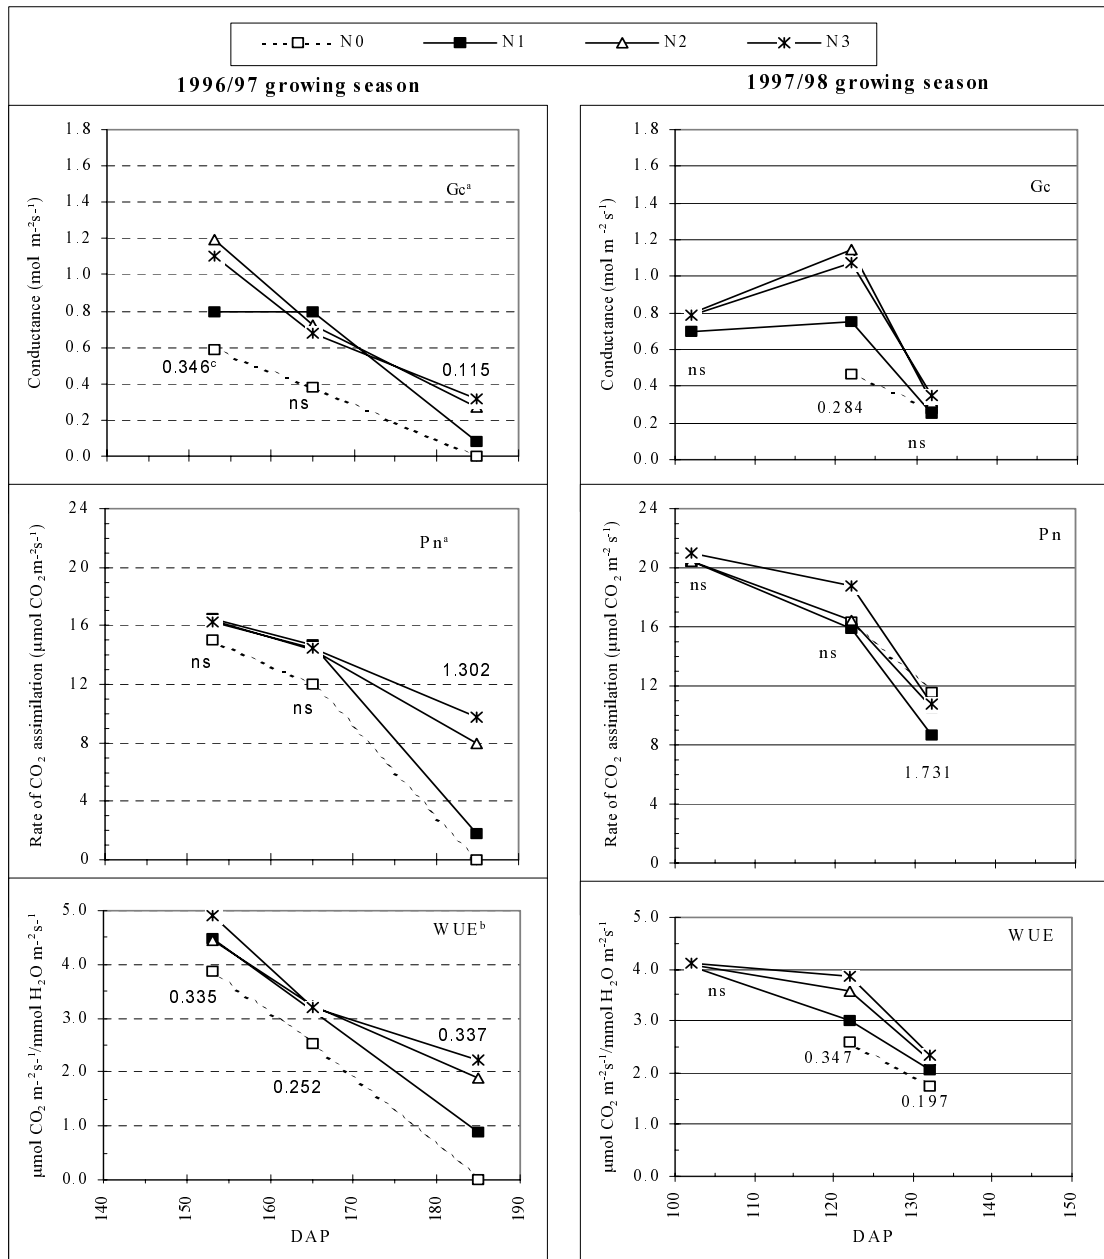 N0 N1 N2 N3
1996/97 growing season
1997/98 growing season
Conductance (mol m-²s-¹)
1.8
1.6
1.4
1.2
1.0
0.8
0.6
0.4
0.2
0.0
Gcᵃ
0.346ᶜ
ns
0.115
Conductance (mol m-² s-¹)
1.8
1.6
1.4
1.2
1.0
0.8
0.6
0.4
0.2
0.0
Gc
ns
0.284
ns
100 110 120 130 140 150
Rate of CO₂ assimilation (µmol CO₂ m-²s-¹)
24
20
16
12
8
4
0
Pnᵃ
ns
ns
1.302
Rate of CO₂ assimilation (µmol CO₂ m-² s-¹)
24
20
16
12
8
4
0
Pn
ns
ns
1.731
µmol CO₂ m-²s-¹/mmol H₂O m-²s-¹
5.0
4.0
3.0
2.0
1.0
0.0
WUEᵇ
0.335
0.252
0.337
140 150 160 170 180 190
DAP
µmol CO₂ m-²s-¹/mmol H₂O m-²s-¹
5.0
4.0
3.0
2.0
1.0
0.0
WUE
ns
0.347
0.197
100 110 120 130 140 150
DAP